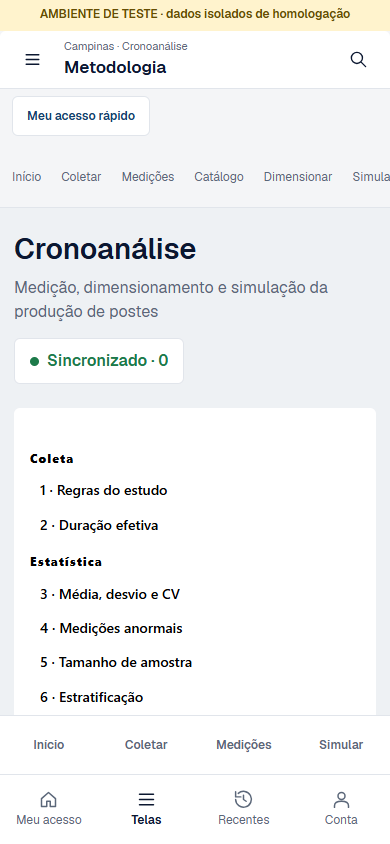 AMBIENTE DE TESTE · dados isolados de homologação
Campinas · Cronoanálise
Metodologia
Meu acesso rápido
Início Coletar Medições Catálogo Dimensionar Simula
Cronoanálise
Medição, dimensionamento e simulação da
produção de postes
Sincronizado · 0
Coleta
1 · Regras do estudo
2 · Duração efetiva
Estatística
3 · Média, desvio e CV
4 · Medições anormais
5 · Tamanho de amostra
6 · Estratificação
Início Coletar Medições Simular
Meu acesso Telas Recentes Conta